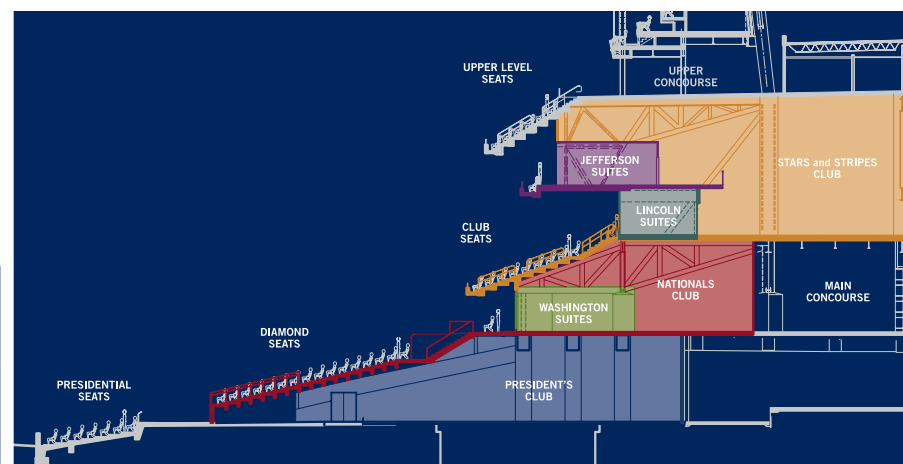 UPPER LEVEL
SEATS
UPPER
CONCOURSE
JEFFERSON
SUITES
STARS and STRIPES
CLUB
LINCOLN
SUITES
CLUB
SEATS
NATIONALS
CLUB
MAIN
CONCOURSE
WASHINGTON
SUITES
DIAMOND
SEATS
PRESIDENTIAL
SEATS
PRESIDENT'S
CLUB